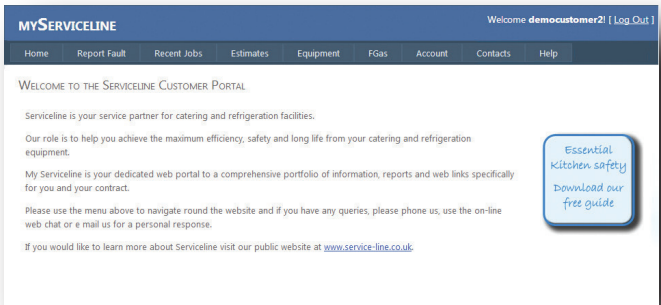 MYSERVICELINE
Welcome democustomer2! [ Log Out ]
Home Report Fault Recent Jobs Estimates Equipment FGas Account Contacts Help
WELCOME TO THE SERVICELINE CUSTOMER PORTAL
Serviceline is your service partner for catering and refrigeration facilities.
Our role is to help you achieve the maximum efficiency, safety and long life from your catering and refrigeration
equipment.
My Serviceline is your dedicated web portal to a comprehensive portfolio of information, reports and web links specifically
for you and your contract.
Please use the menu above to navigate round the website and if you have any queries, please phone us, use the on-line
web chat or e mail us for a personal response.
If you would like to learn more about Serviceline visit our public website at www.service-line.co.uk.
Essential
Kitchen safety
Download our
free guide